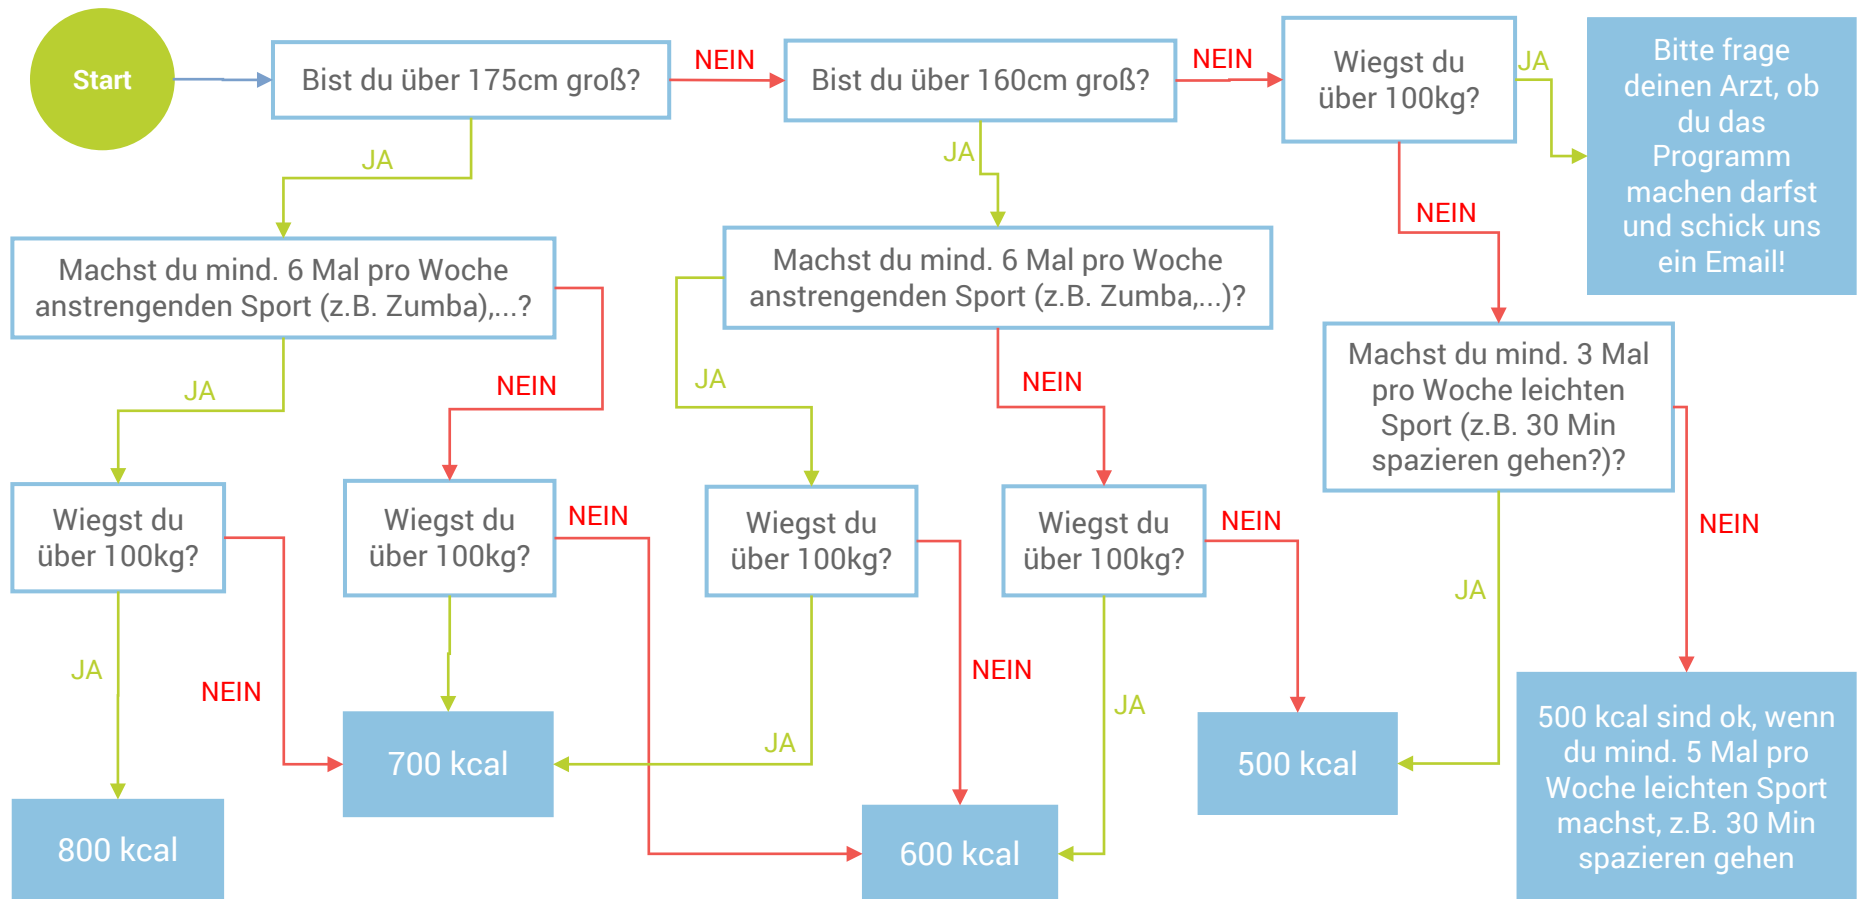 Start
Bist du über 175cm groß?
NEIN
Bist du über 160cm groß?
NEIN
Wiegst du
über 100kg?
JA
Bitte frage
deinen Arzt, ob
du das
Programm
machen darfst
und schick uns
ein Email!
JA
JA
NEIN
Machst du mind. 6 Mal pro Woche
anstrengenden Sport (z.B. Zumba),...?
Machst du mind. 6 Mal pro Woche
anstrengenden Sport (z.B. Zumba,...)?
Machst du mind. 3 Mal
pro Woche leichten
Sport (z.B. 30 Min
spazieren gehen?)?
JA
NEIN
JA
NEIN
Wiegst du
über 100kg?
Wiegst du
über 100kg?
NEIN
Wiegst du
über 100kg?
Wiegst du
über 100kg?
NEIN
NEIN
JA
JA
NEIN
NEIN
JA
JA
700 kcal
500 kcal
500 kcal sind ok, wenn
du mind. 5 Mal pro
Woche leichten Sport
machst, z.B. 30 Min
spazieren gehen
800 kcal
600 kcal